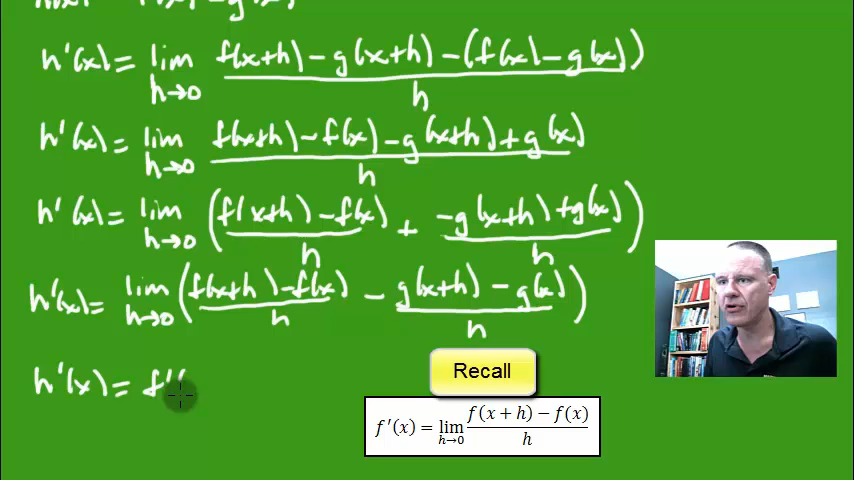 h'(x) = lim h→0 f(x+h) - g(x+h) - (f(x) - g(x)) / h
h'(x) = lim h→0 f(x+h) - f(x) - g(x+h) + g(x) / h
h'(x) = lim h→0 ( f(x+h) - f(x) / h + -g(x+h) + g(x) / h )
h'(x) = lim h→0 ( f(x+h) - f(x) / h - g(x+h) - g(x) / h )
h'(x) = f'(
Recall
f'(x) = lim h→0 f(x + h) − f(x) / h